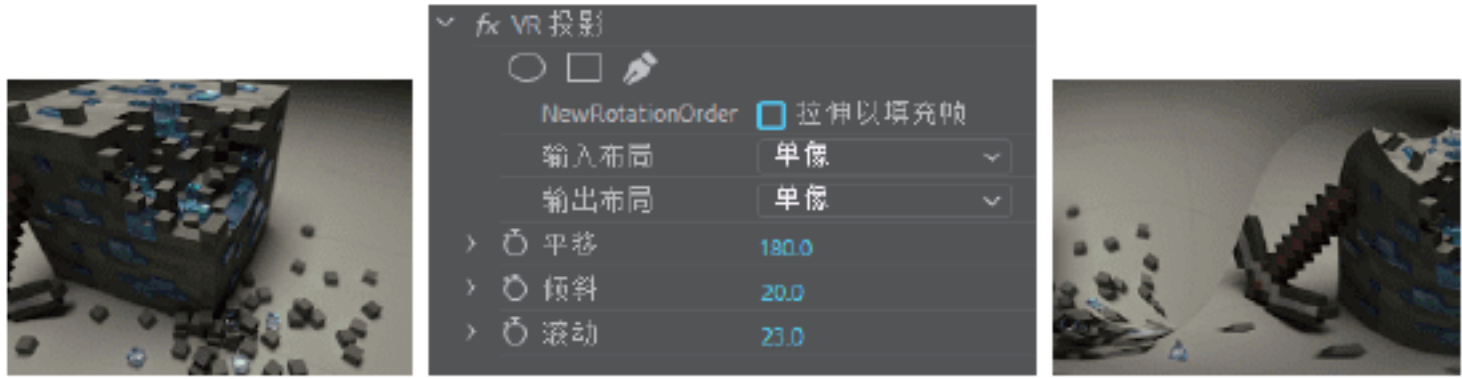 fx VR 投影
NewRotationOrder 拉伸以填充帧
输入布局 单像
输出布局 单像
平移 180.0
倾斜 20.0
滚动 23.0